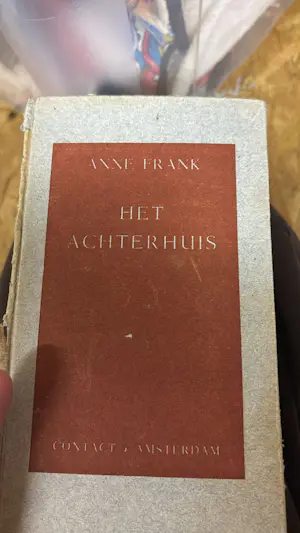 ANNE FRANK
HET
ACHTERHUIS
CONTACT • AMSTERDAM